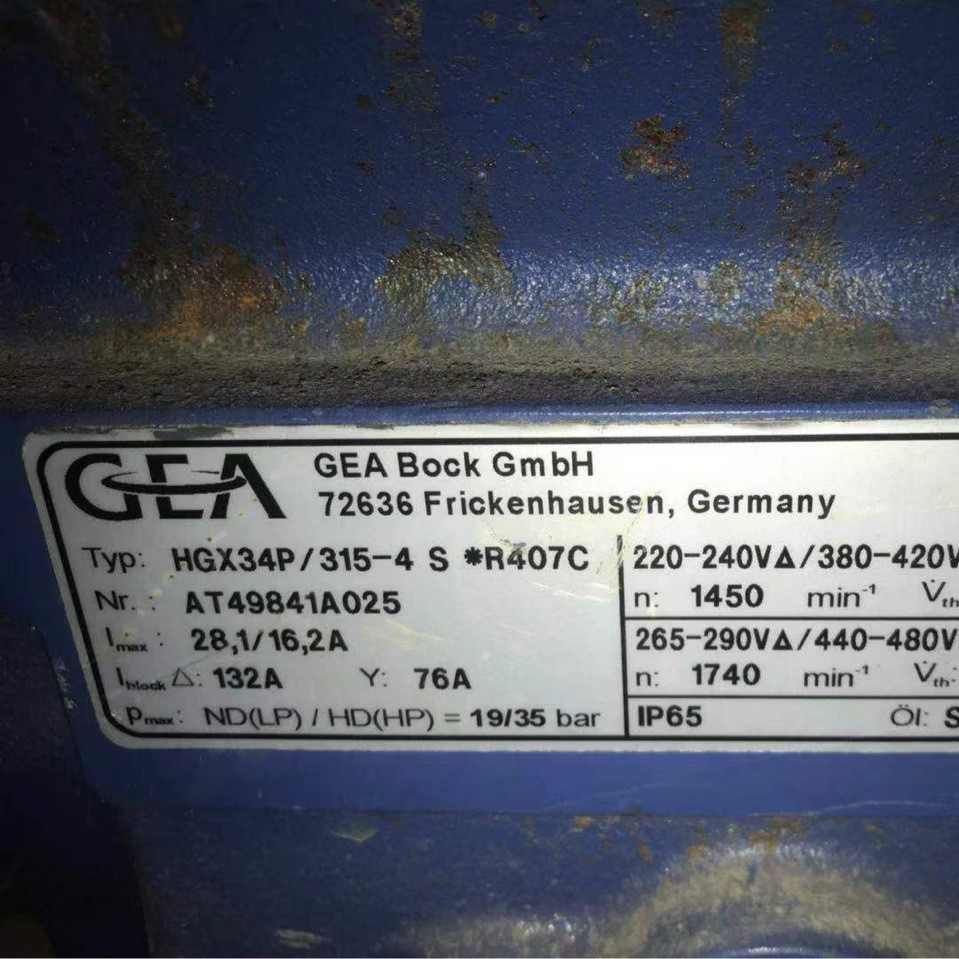 GEA
GEA Bock GmbH
72636 Frickenhausen, Germany
Typ: HGX34P/315-4 S *R407C
Nr. : AT49841A025
Imax : 28,1/16,2A
Iblock Δ: 132A Y: 76A
Pmax: ND(LP) / HD(HP) = 19/35 bar
220-240VΔ/380-420V
n: 1450 min⁻¹ V̇th
265-290VΔ/440-480V
n: 1740 min⁻¹ V̇th:
IP65 Öl: S